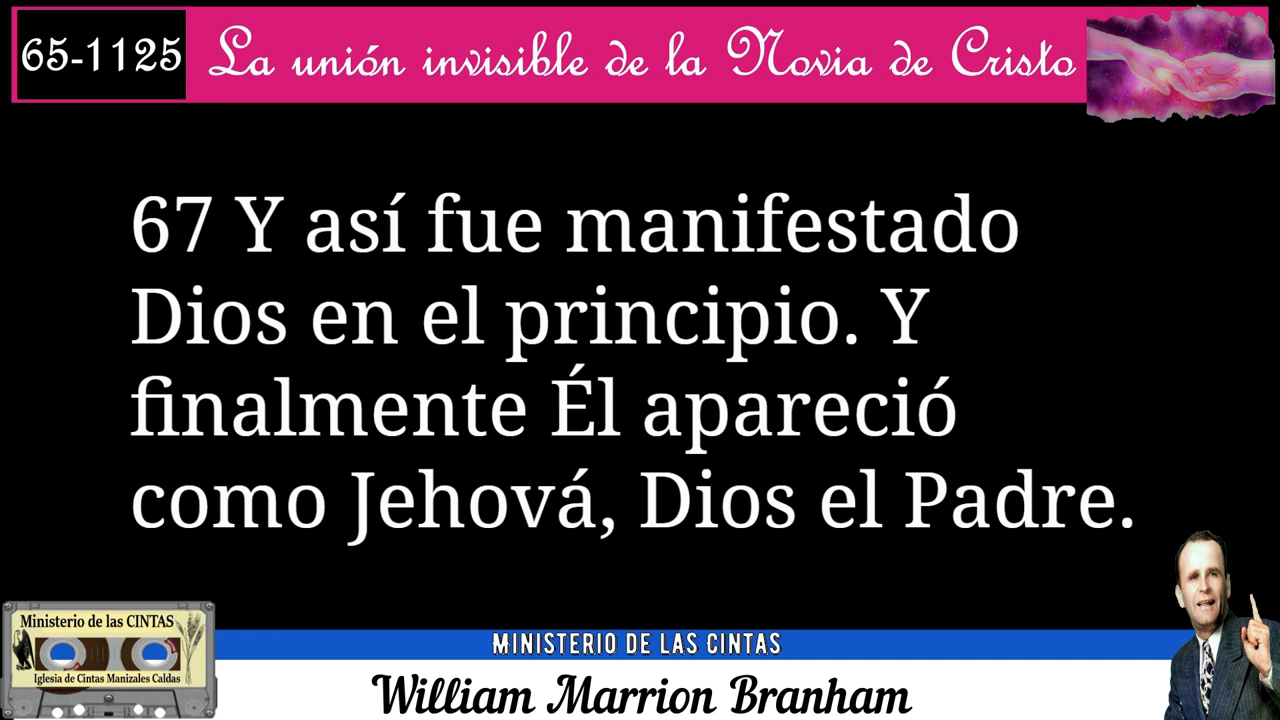 65-1125 La unión invisible de la Novia de Cristo
67 Y así fue manifestado
Dios en el principio. Y
finalmente Él apareció
como Jehová, Dios el Padre.
Ministerio de las CINTAS
Iglesia de Cintas Manizales Caldas
MINISTERIO DE LAS CINTAS
William Marrion Branham